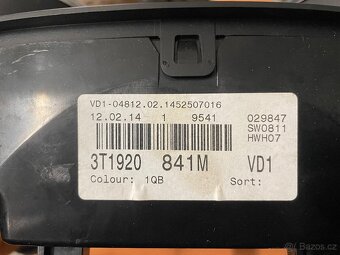 VD1-04812.02.1452507016
12.02.14 1 9541 029847
SW0811
HWH07
3T1920 841M VD1
Colour: 1QB Sort:
bazos.cz